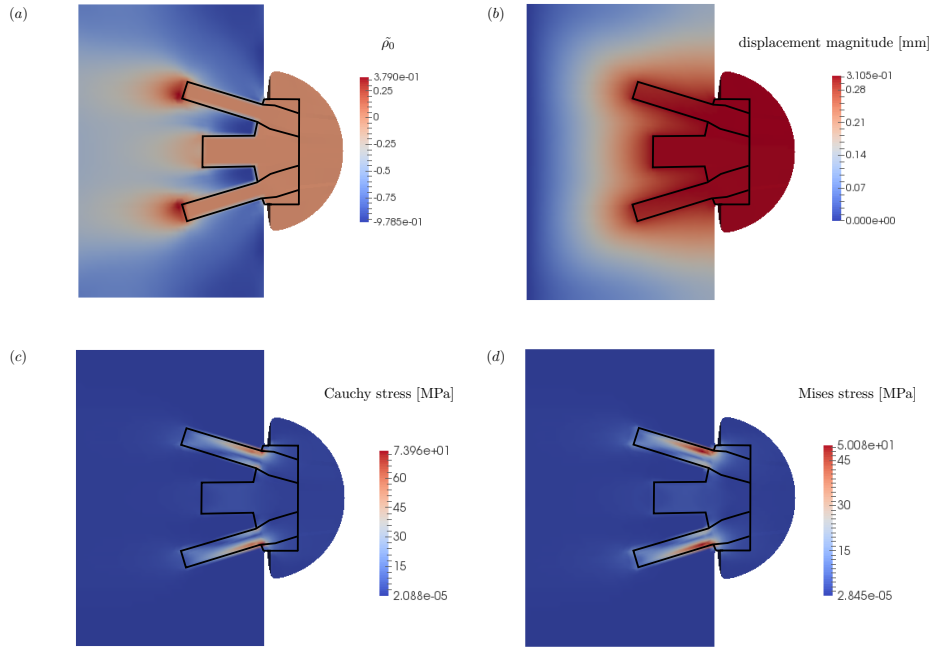 (a)
ρ̃₀
3.790e-01
0.25
0
-0.25
-0.5
-0.75
-9.785e-01
(b)
displacement magnitude [mm]
3.105e-01
0.28
0.21
0.14
0.07
0.000e+00
(c)
Cauchy stress [MPa]
7.396e+01
60
45
30
15
2.088e-05
(d)
Mises stress [MPa]
5.008e+01
45
30
15
2.845e-05